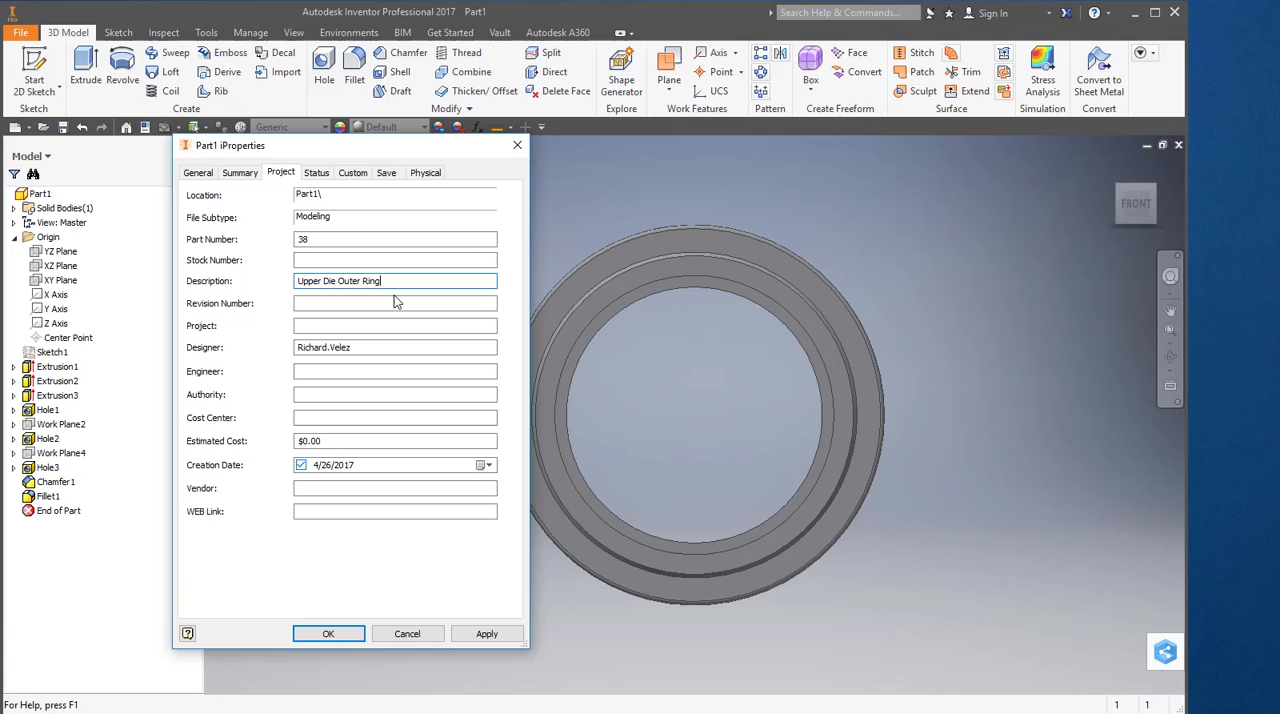 Autodesk Inventor Professional 2017 Part1
Search Help & Commands... Sign In
File 3D Model Sketch Inspect Tools Manage View Environments BIM Get Started Vault Autodesk A360
Start 2D Sketch
Sketch
Extrude Revolve Sweep Loft Coil Emboss Derive Rib Decal Import
Create
Hole Fillet Chamfer Shell Draft Thread Combine Thicken/ Offset Split Direct Delete Face
Modify
Shape Generator
Explore
Plane Axis Point UCS
Work Features
Pattern
Box Face Convert
Create Freeform
Stitch Patch Sculpt Trim Extend
Surface
Stress Analysis
Simulation
Convert to Sheet Metal
Convert
Generic Default
Model
Part1
Solid Bodies(1)
View: Master
Origin
YZ Plane
XZ Plane
XY Plane
X Axis
Y Axis
Z Axis
Center Point
Sketch1
Extrusion1
Extrusion2
Extrusion3
Hole1
Work Plane2
Hole2
Work Plane4
Hole3
Chamfer1
Fillet1
End of Part
Part1 iProperties
General Summary Project Status Custom Save Physical
Location: Part1\
File Subtype: Modeling
Part Number: 38
Stock Number:
Description: Upper Die Outer Ring
Revision Number:
Project:
Designer: Richard.Velez
Engineer:
Authority:
Cost Center:
Estimated Cost: $0.00
Creation Date: 4/26/2017
Vendor:
WEB Link:
OK Cancel Apply
FRONT
For Help, press F1 1 1